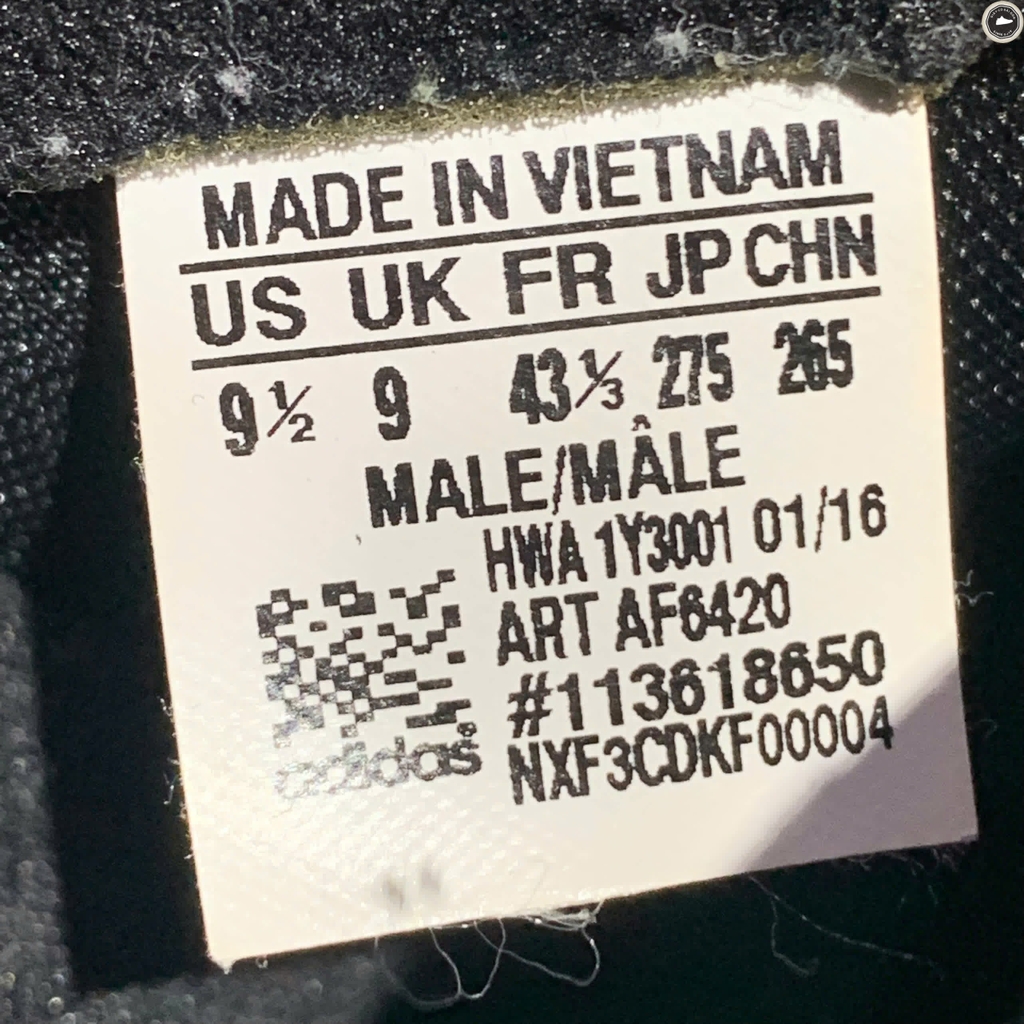 MADE IN VIETNAM
US UK FR JP CHN
9½ 9 43⅓ 275 265
MALE/MÂLE
HWA 1Y3001 01/16
ART AF6420
#113618650
adidas® NXF3CDKF00004